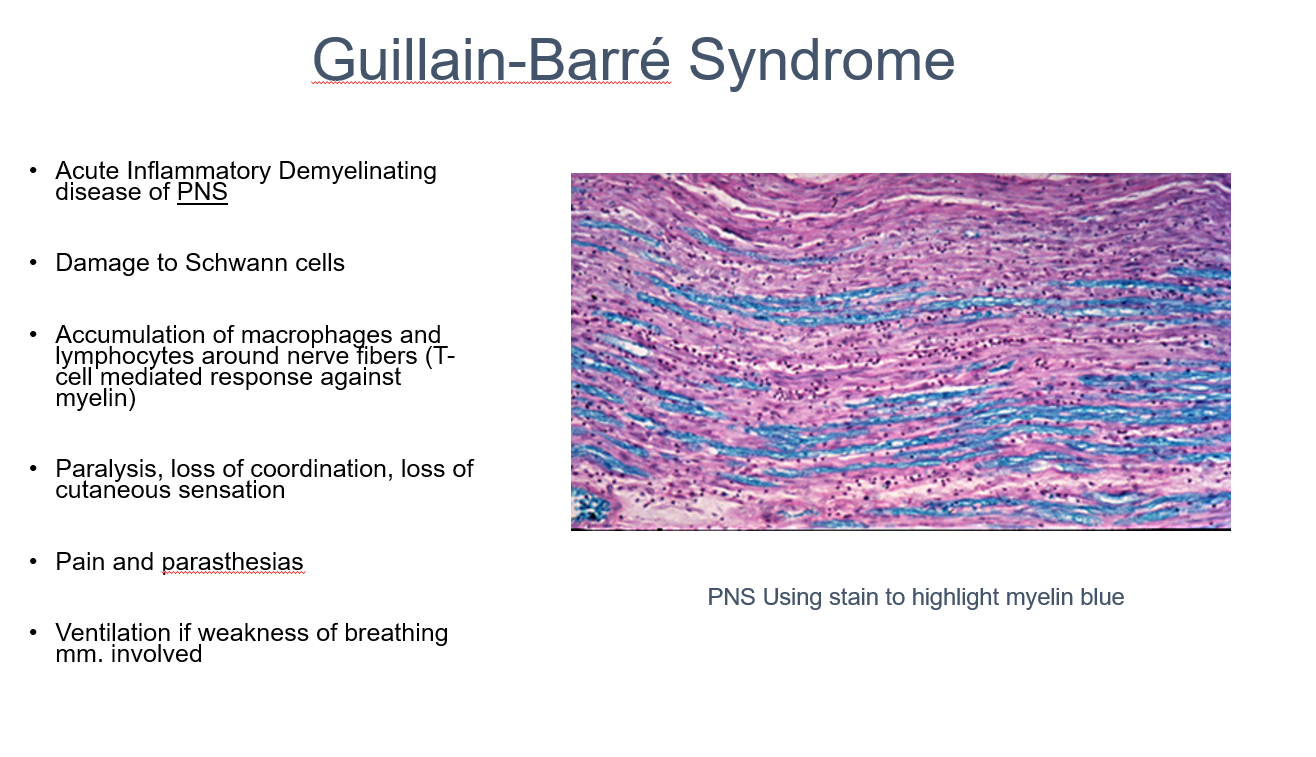 Guillain-Barré Syndrome
• Acute Inflammatory Demyelinating
disease of PNS
• Damage to Schwann cells
• Accumulation of macrophages and
lymphocytes around nerve fibers (T-
cell mediated response against
myelin)
• Paralysis, loss of coordination, loss of
cutaneous sensation
• Pain and parasthesias
• Ventilation if weakness of breathing
mm. involved
PNS Using stain to highlight myelin blue